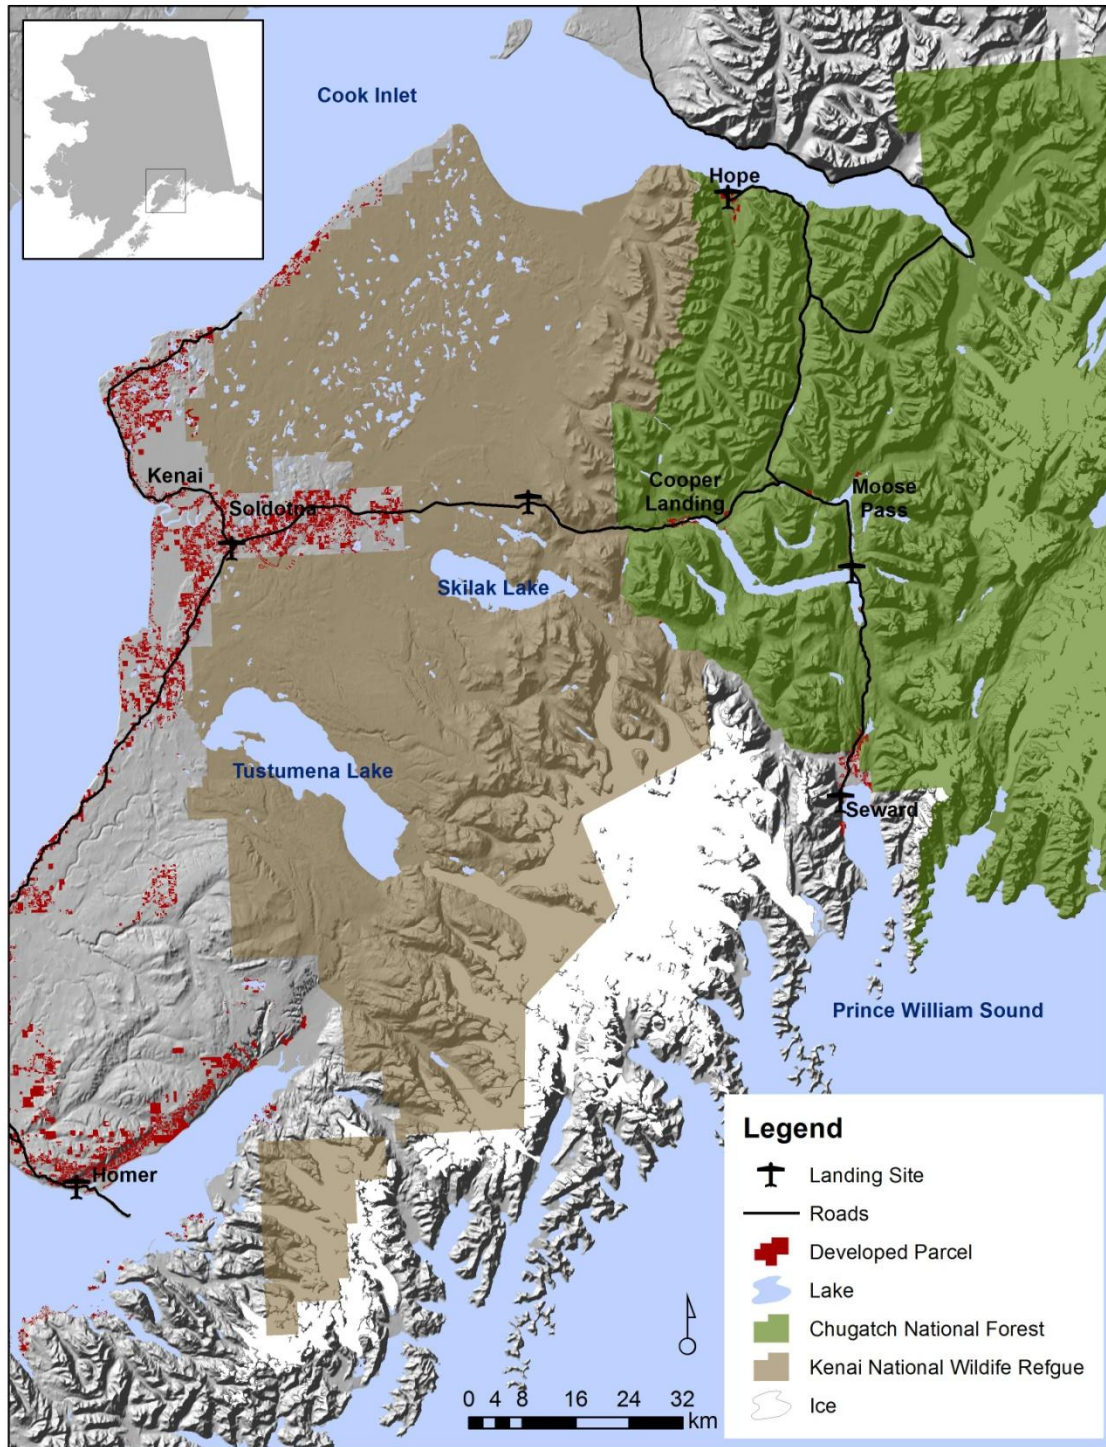 Cook Inlet
Hope
Kenai
Soldotna
Cooper
Landing
Moose
Pass
Skilak Lake
Tustumena Lake
Seward
Prince William Sound
Homer
Legend
Landing Site
Roads
Developed Parcel
Lake
Chugatch National Forest
Kenai National Wildife Refgue
Ice
0 4 8 16 24 32
km